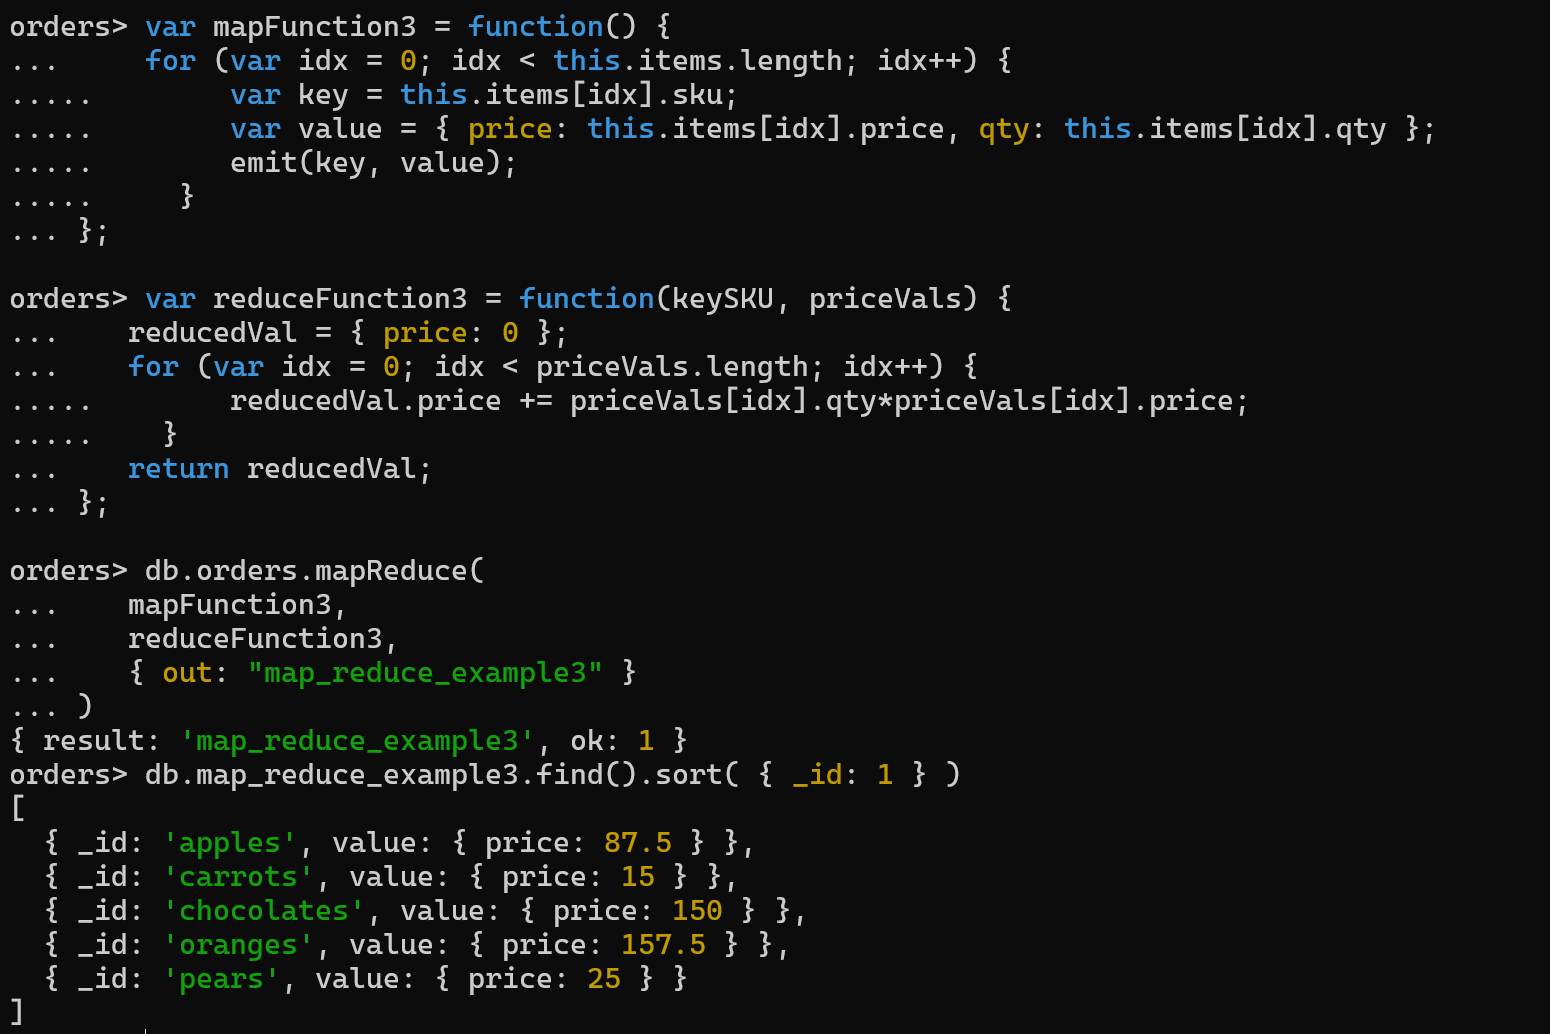 orders> var mapFunction3 = function() {
...     for (var idx = 0; idx < this.items.length; idx++) {
.....        var key = this.items[idx].sku;
.....        var value = { price: this.items[idx].price, qty: this.items[idx].qty };
.....        emit(key, value);
.....     }
... };

orders> var reduceFunction3 = function(keySKU, priceVals) {
...    reducedVal = { price: 0 };
...    for (var idx = 0; idx < priceVals.length; idx++) {
.....        reducedVal.price += priceVals[idx].qty*priceVals[idx].price;
.....    }
...    return reducedVal;
... };

orders> db.orders.mapReduce(
...    mapFunction3,
...    reduceFunction3,
...    { out: "map_reduce_example3" }
... )
{ result: 'map_reduce_example3', ok: 1 }
orders> db.map_reduce_example3.find().sort( { _id: 1 } )
[
  { _id: 'apples', value: { price: 87.5 } },
  { _id: 'carrots', value: { price: 15 } },
  { _id: 'chocolates', value: { price: 150 } },
  { _id: 'oranges', value: { price: 157.5 } },
  { _id: 'pears', value: { price: 25 } }
]